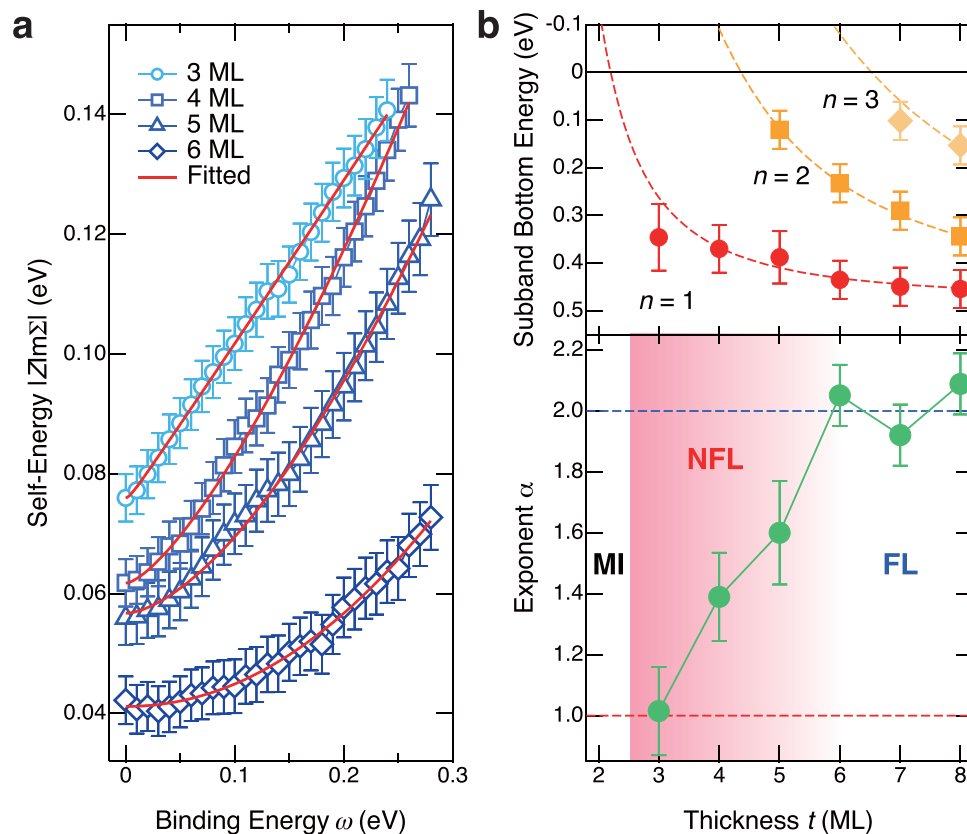 a
Self-Energy |ZImΣ| (eV)
0.14
0.12
0.10
0.08
0.06
0.04
3 ML
4 ML
5 ML
6 ML
Fitted
0
0.1
0.2
0.3
Binding Energy ω (eV)
b
Subband Bottom Energy (eV)
-0.1
0
0.1
0.2
0.3
0.4
0.5
n = 3
n = 2
n = 1
Exponent α
2.2
2.0
1.8
1.6
1.4
1.2
1.0
NFL
MI
FL
2
3
4
5
6
7
8
Thickness t (ML)